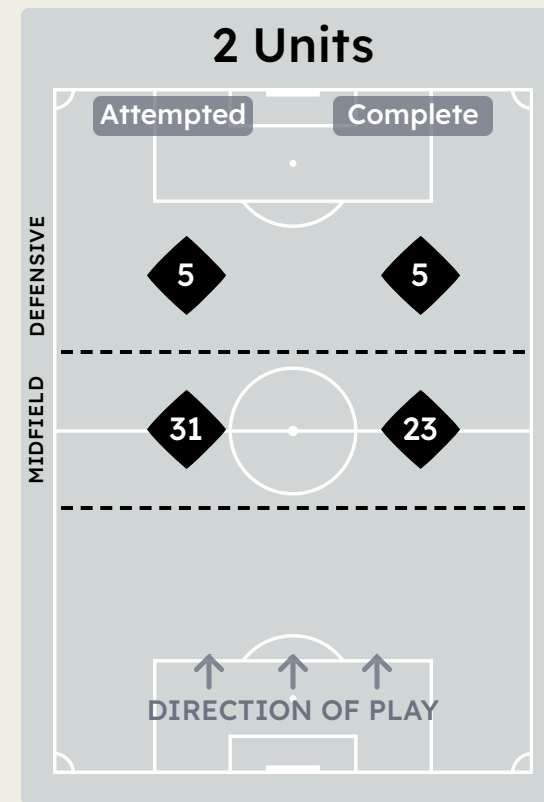 2 Units
Attempted
Complete
DEFENSIVE
5
5
MIDFIELD
31
23
DIRECTION OF PLAY